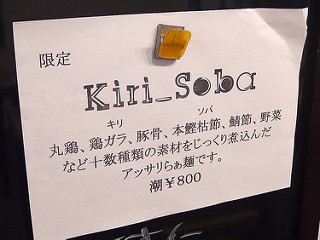 限定
Kiri_Soba
キリ ソバ
丸鶏、鶏ガラ、豚骨、本鰹枯節、鯖節、野菜
など十数種類の素材をじっくり煮込んだ
アッサリらぁ麺です。
潮￥800